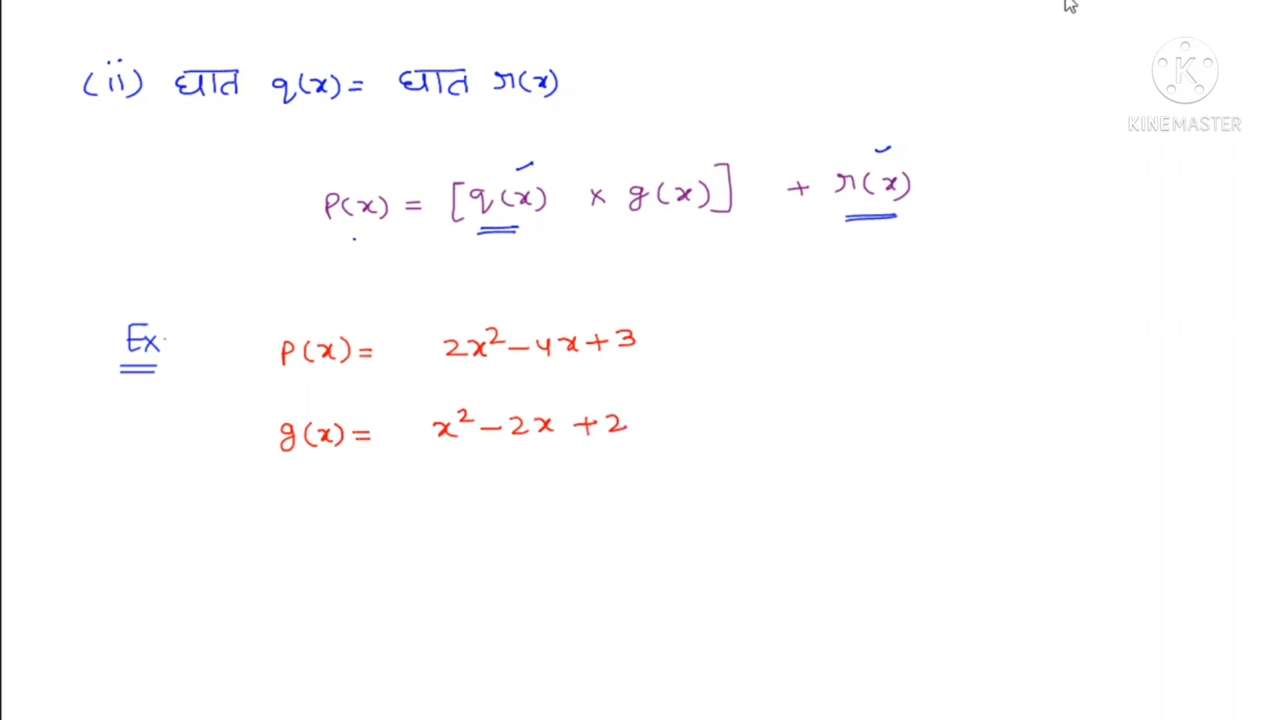 (ii) घात q(x) = घात r(x)
P(x) = [q(x) × g(x)] + r(x)
Ex.
P(x) = 2x² - 4x + 3
g(x) = x² - 2x + 2
K
KINEMASTER